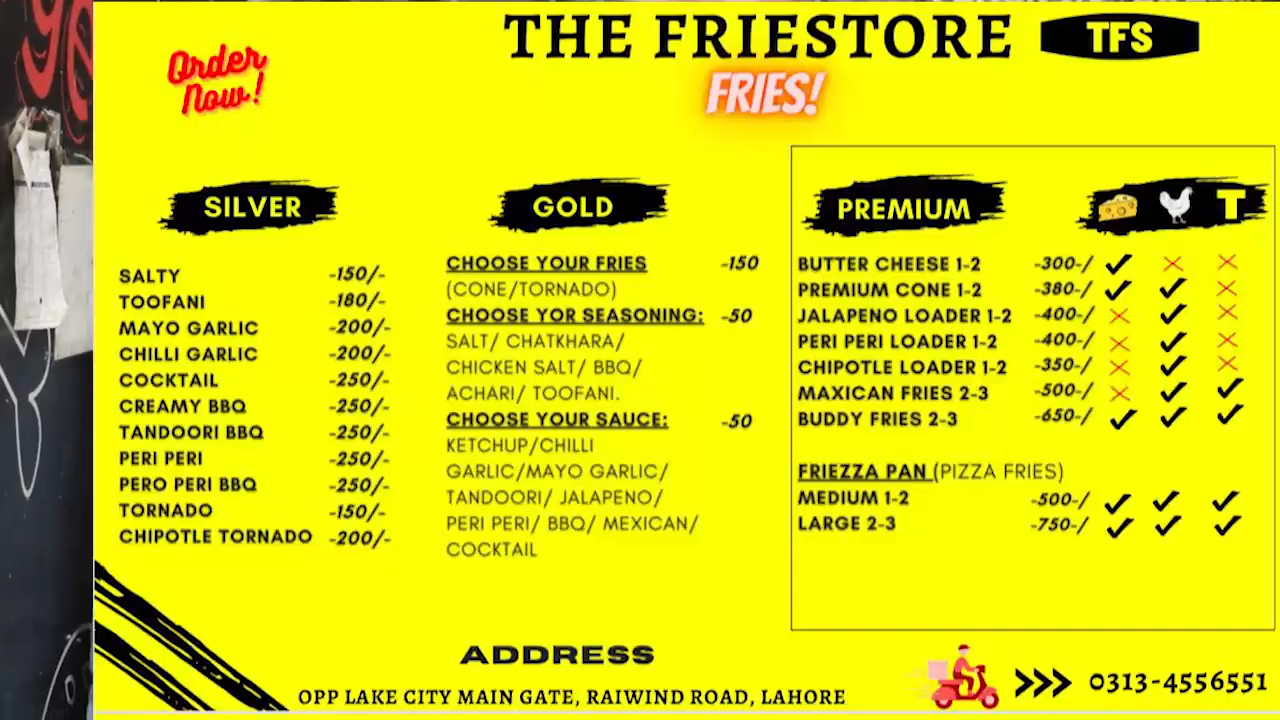 THE FRIESTORE TFS
Order
Now!
FRIES!
SILVER
SALTY -150/-
TOOFANI -180/-
MAYO GARLIC -200/-
CHILLI GARLIC -200/-
COCKTAIL -250/-
CREAMY BBQ -250/-
TANDOORI BBQ -250/-
PERI PERI -250/-
PERO PERI BBQ -250/-
TORNADO -150/-
CHIPOTLE TORNADO -200/-
GOLD
CHOOSE YOUR FRIES -150
(CONE/TORNADO)
CHOOSE YOR SEASONING: -50
SALT/ CHATKHARA/
CHICKEN SALT/ BBQ/
ACHARI/ TOOFANI.
CHOOSE YOUR SAUCE: -50
KETCHUP/CHILLI
GARLIC/MAYO GARLIC/
TANDOORI/ JALAPENO/
PERI PERI/ BBQ/ MEXICAN/
COCKTAIL
PREMIUM T
BUTTER CHEESE 1-2 -300-/
PREMIUM CONE 1-2 -380-/
JALAPENO LOADER 1-2 -400-/
PERI PERI LOADER 1-2 -400-/
CHIPOTLE LOADER 1-2 -350-/
MAXICAN FRIES 2-3 -500-/
BUDDY FRIES 2-3 -650-/
FRIEZZA PAN (PIZZA FRIES)
MEDIUM 1-2 -500-/
LARGE 2-3 -750-/
ADDRESS
OPP LAKE CITY MAIN GATE, RAIWIND ROAD, LAHORE
0313-4556551